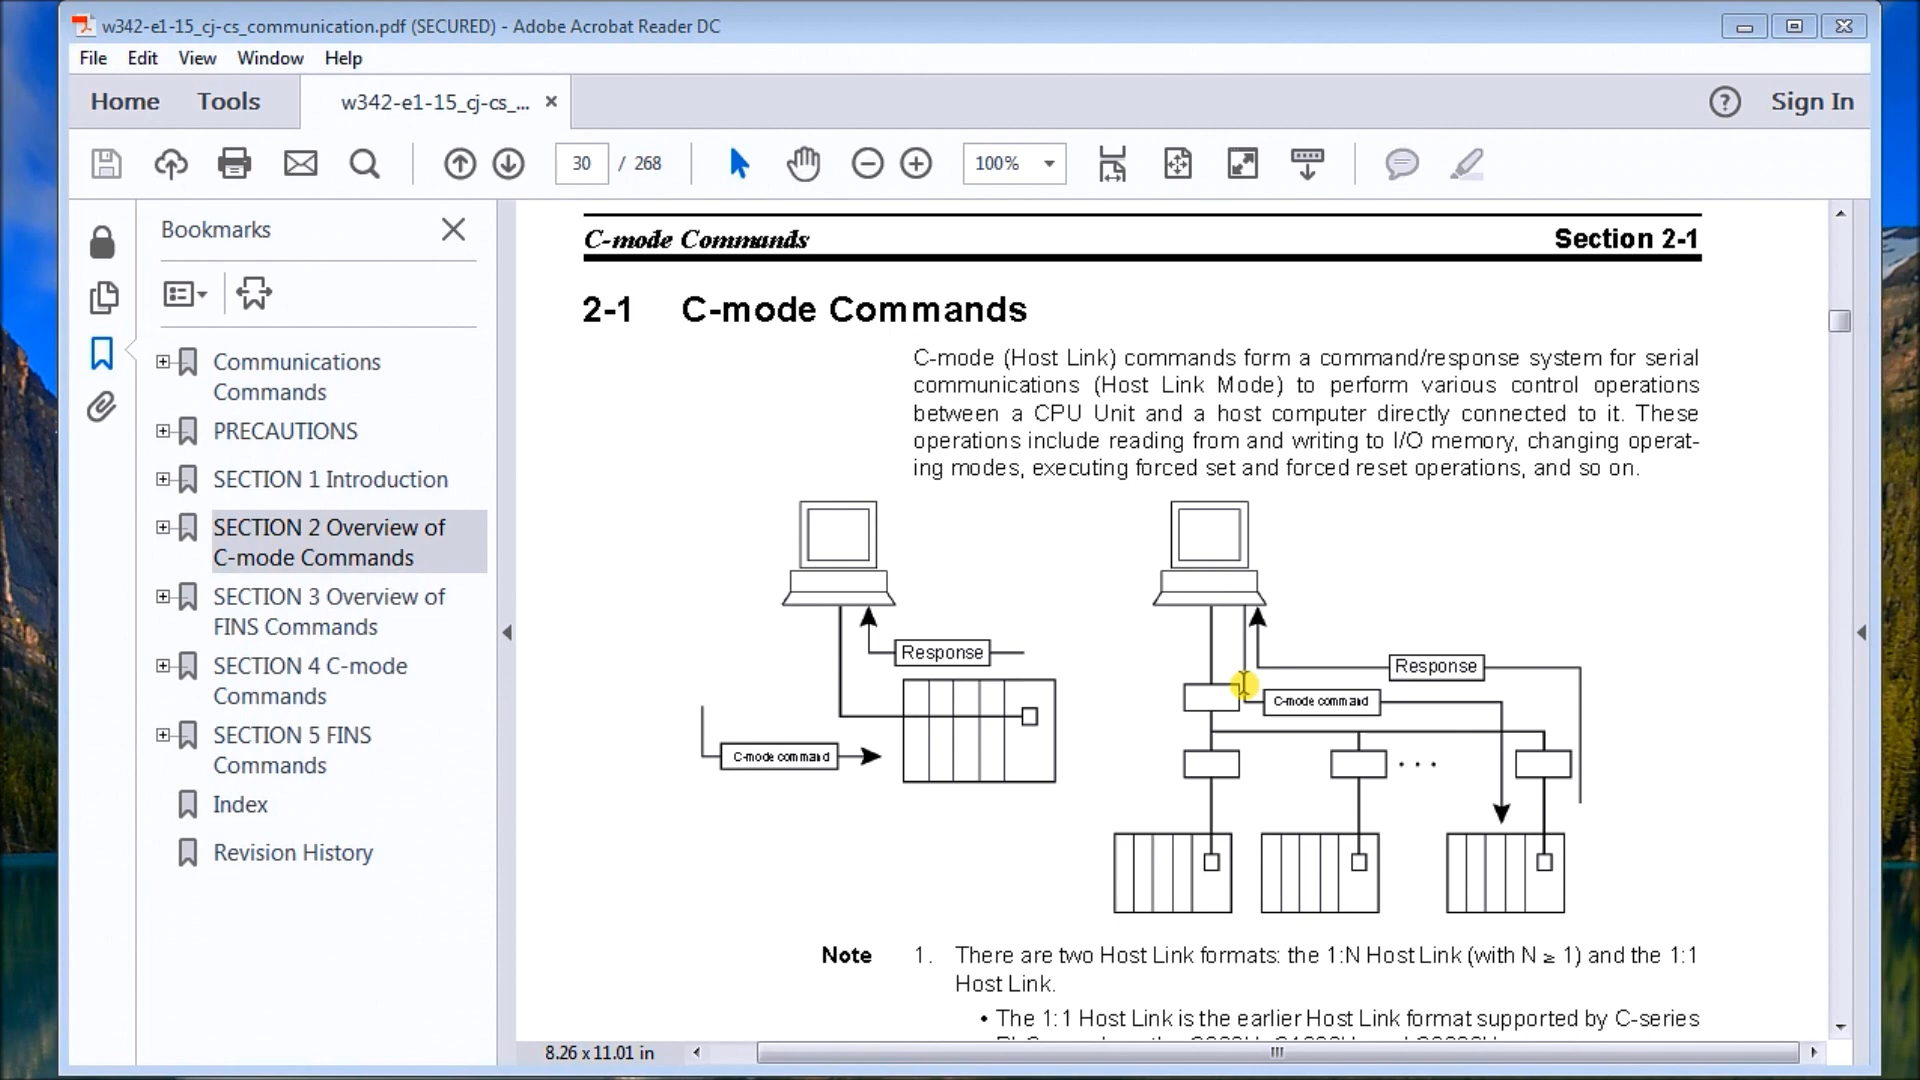 w342-e1-15_cj-cs_communication.pdf (SECURED) - Adobe Acrobat Reader DC
File Edit View Window Help
Home Tools w342-e1-15_cj-cs_... × Sign In
30 / 268 100%
Bookmarks
Communications
Commands
PRECAUTIONS
SECTION 1 Introduction
SECTION 2 Overview of
C-mode Commands
SECTION 3 Overview of
FINS Commands
SECTION 4 C-mode
Commands
SECTION 5 FINS
Commands
Index
Revision History
C-mode Commands Section 2-1
2-1 C-mode Commands
C-mode (Host Link) commands form a command/response system for serial
communications (Host Link Mode) to perform various control operations
between a CPU Unit and a host computer directly connected to it. These
operations include reading from and writing to I/O memory, changing operat-
ing modes, executing forced set and forced reset operations, and so on.
Response
C-mode command
Response
C-mode command
Note 1. There are two Host Link formats: the 1:N Host Link (with N ≥ 1) and the 1:1
Host Link.
• The 1:1 Host Link is the earlier Host Link format supported by C-series
8.26 x 11.01 in